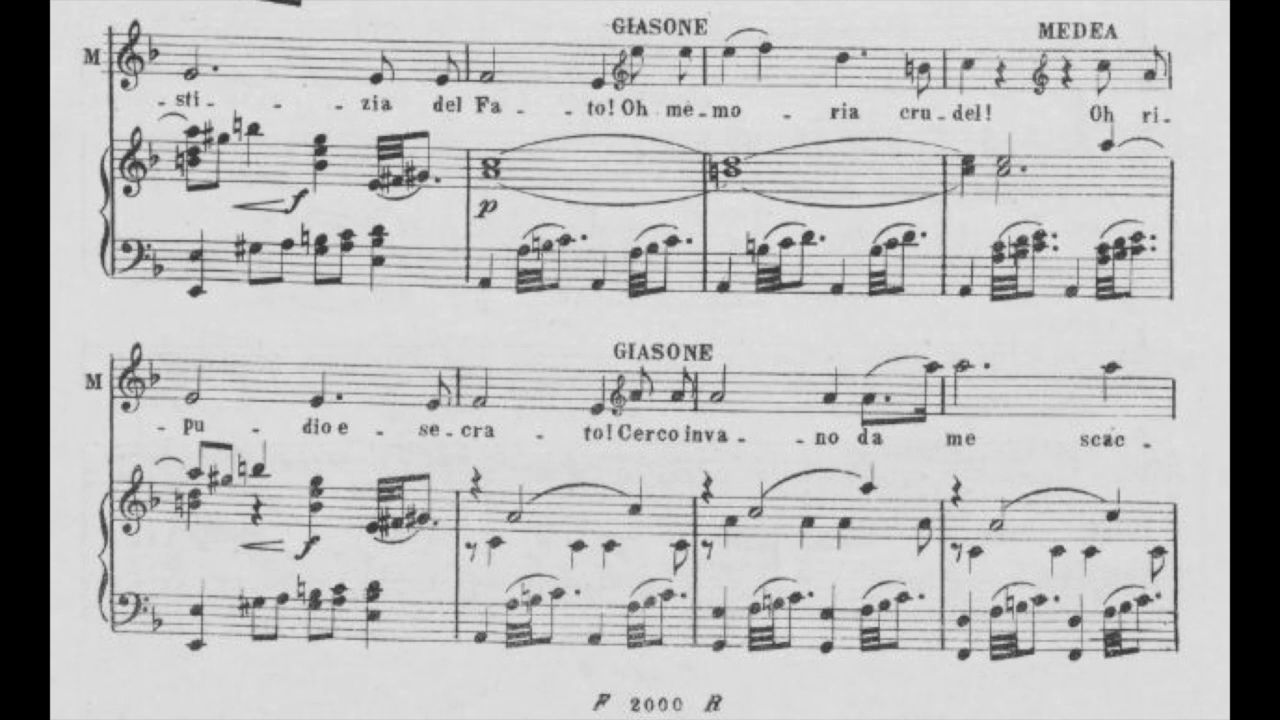 GIASONE MEDEA
M
- sti - - - zia del Fa - - to! Oh me - mo - ria cru - del! Oh ri -
f p
GIASONE
M
- pu - dio e - se - cra - to! Cerco inva - - no da me scac -
f
F 2000 R